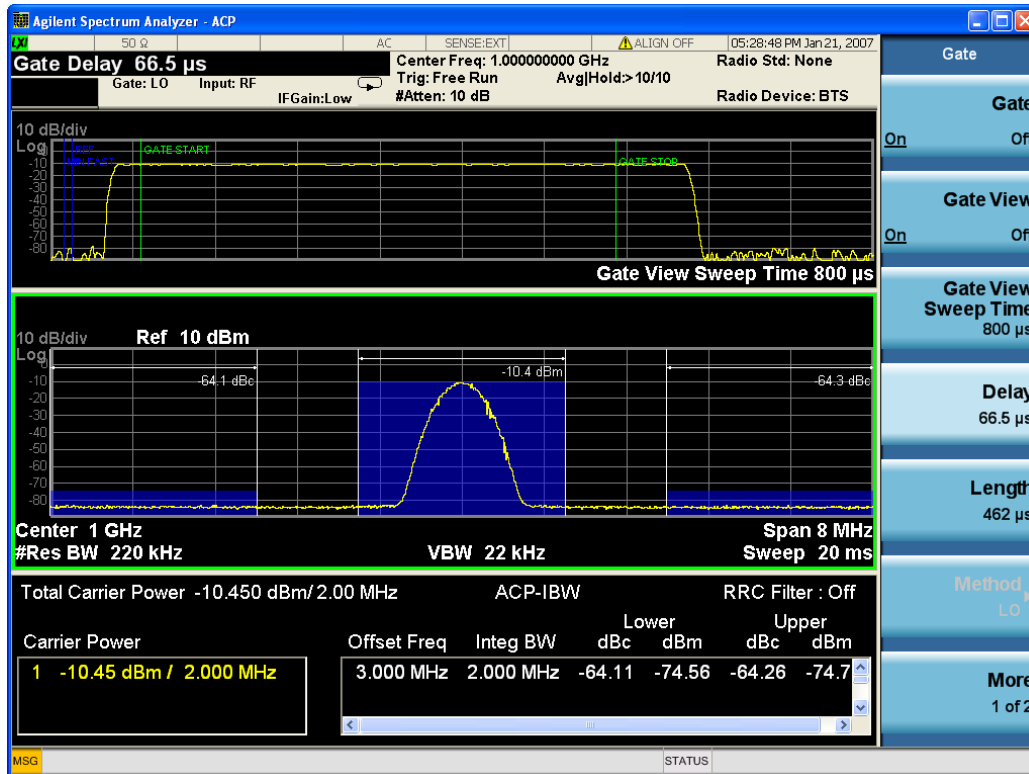 Agilent Spectrum Analyzer - ACP
LXI 50 Ω AC SENSE:EXT ALIGN OFF 05:28:48 PM Jan 21, 2007
Gate Delay 66.5 µs
Gate: LO Input: RF
IFGain:Low
Center Freq: 1.000000000 GHz
Trig: Free Run Avg|Hold:>10/10
#Atten: 10 dB
Radio Std: None
Radio Device: BTS
10 dB/div
Log
GATE START
GATE STOP
-10
-20
-30
-40
-50
-60
-70
-80
Gate View Sweep Time 800 µs
10 dB/div Ref 10 dBm
Log
0
-10
-20
-30
-40
-50
-60
-70
-80
-64.1 dBc
-10.4 dBm
-64.3 dBc
Center 1 GHz Span 8 MHz
#Res BW 220 kHz VBW 22 kHz Sweep 20 ms
Total Carrier Power -10.450 dBm/ 2.00 MHz ACP-IBW RRC Filter : Off
Lower Upper
Carrier Power Offset Freq Integ BW dBc dBm dBc dBm
1 -10.45 dBm / 2.000 MHz 3.000 MHz 2.000 MHz -64.11 -74.56 -64.26 -74.7
MSG STATUS
Gate
Gate
On Of
Gate View
On Of
Gate View
Sweep Time
800 µs
Delay
66.5 µs
Length
462 µs
Method
LO
More
1 of 2